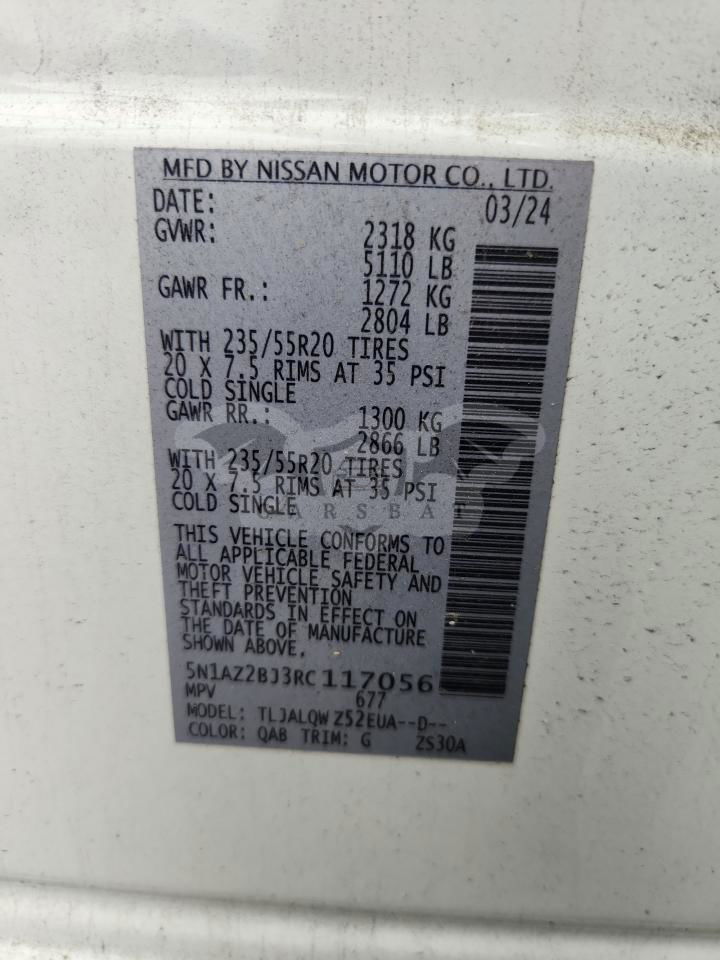 MFD BY NISSAN MOTOR CO., LTD.
DATE: 03/24
GVWR: 2318 KG
5110 LB
GAWR FR.: 1272 KG
2804 LB
WITH 235/55R20 TIRES
20 X 7.5 RIMS AT 35 PSI
COLD SINGLE
GAWR RR.: 1300 KG
2866 LB
WITH 235/55R20 TIRES
20 X 7.5 RIMS AT 35 PSI
COLD SINGLE
CARSBAT
THIS VEHICLE CONFORMS TO
ALL APPLICABLE FEDERAL
MOTOR VEHICLE SAFETY AND
THEFT PREVENTION
STANDARDS IN EFFECT ON
THE DATE OF MANUFACTURE
SHOWN ABOVE.
5N1AZ2BJ3RC117056
MPV 677
MODEL: TLJALQW Z52EUA--D--
COLOR: QAB TRIM: G ZS30A